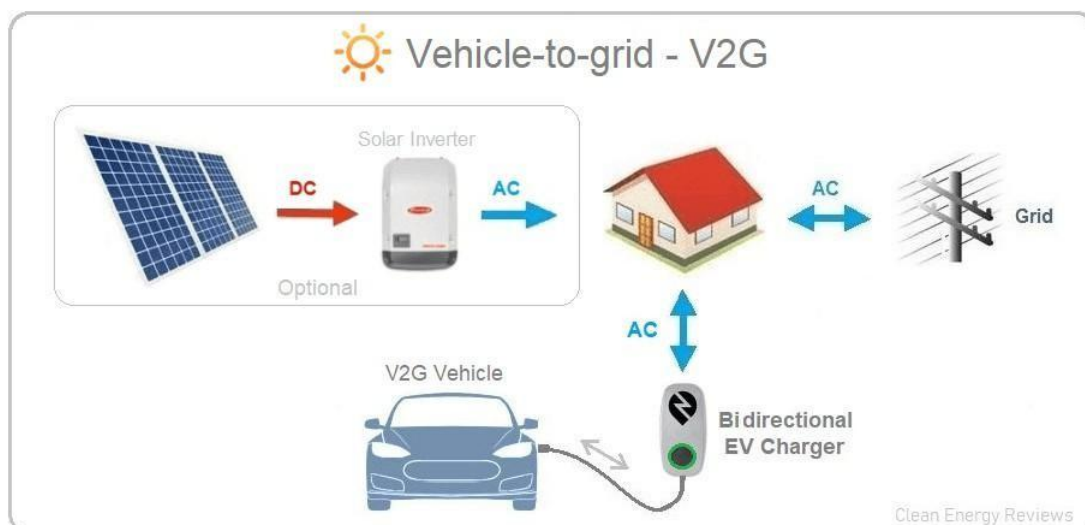 Vehicle-to-grid - V2G
Solar Inverter
DC
AC
Optional
AC
Grid
AC
V2G Vehicle
Bidirectional
EV Charger
Clean Energy Reviews